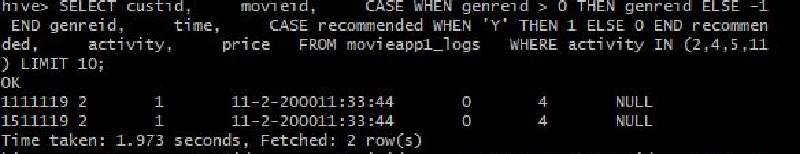 hive> SELECT custid, movieid, CASE WHEN genreid > 0 THEN genreid ELSE -1
END genreid, time, CASE recommended WHEN 'Y' THEN 1 ELSE 0 END recommen
ded, activity, price FROM movieapp1_logs WHERE activity IN (2,4,5,11
) LIMIT 10;
OK
1111119 2 1 11-2-200011:33:44 0 4 NULL
1511119 2 1 11-2-200011:33:44 0 4 NULL
Time taken: 1.973 seconds, Fetched: 2 row(s)